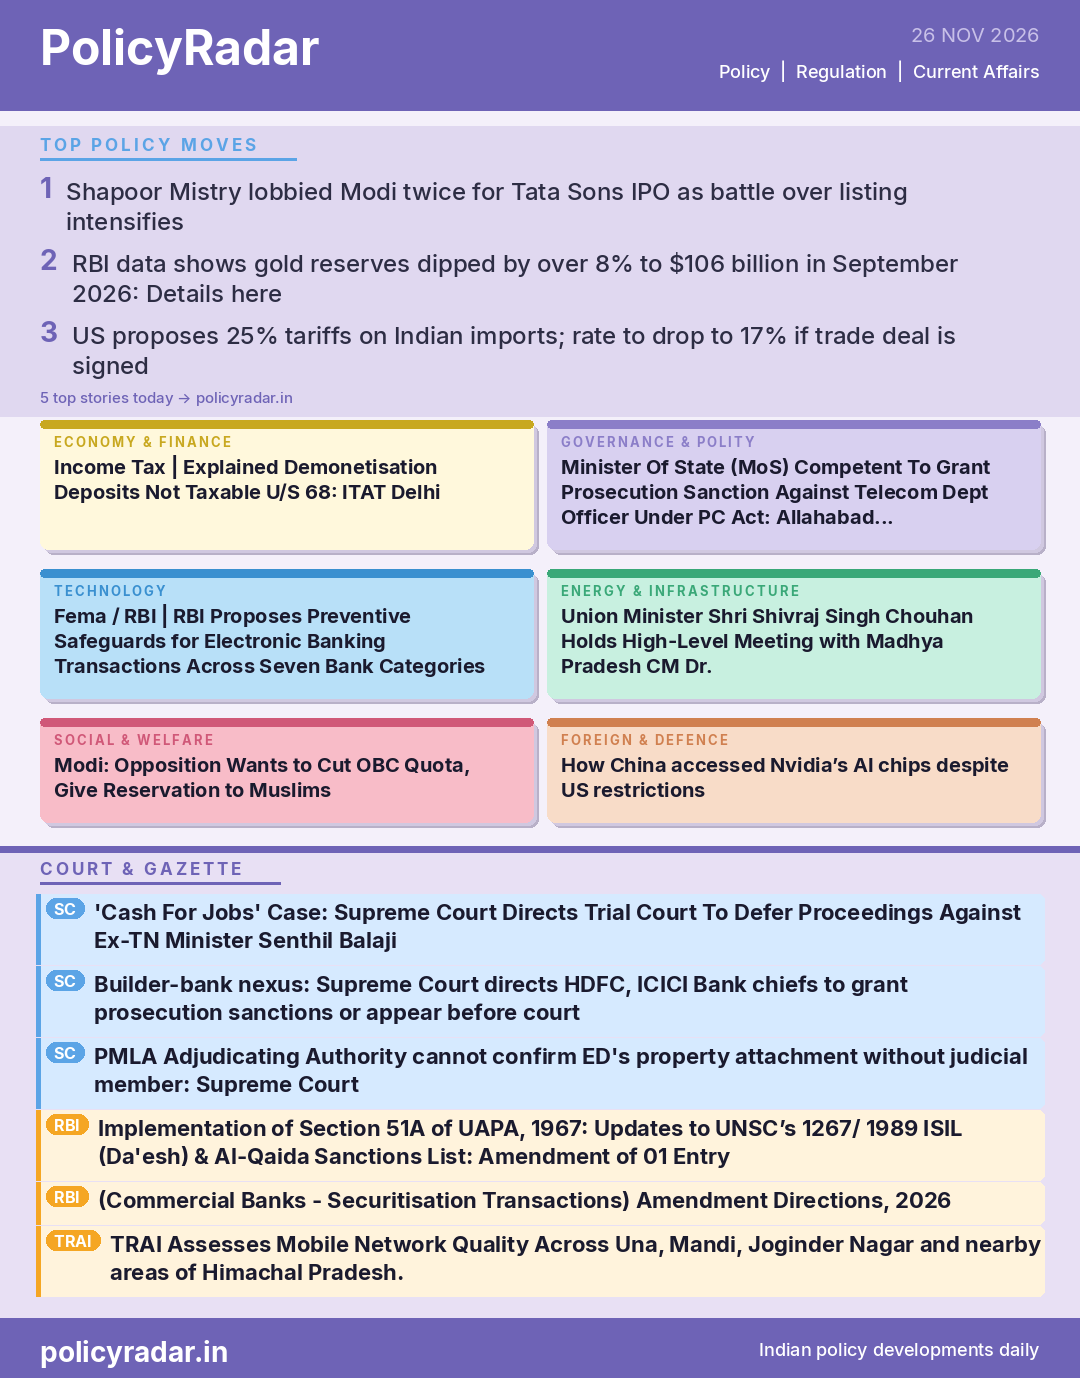 PolicyRadar
26 NOV 2026
Policy | Regulation | Current Affairs
TOP POLICY MOVES
1 Shapoor Mistry lobbied Modi twice for Tata Sons IPO as battle over listing
intensifies
2 RBI data shows gold reserves dipped by over 8% to $106 billion in September
2026: Details here
3 US proposes 25% tariffs on Indian imports; rate to drop to 17% if trade deal is
signed
5 top stories today → policyradar.in
ECONOMY & FINANCE
Income Tax | Explained Demonetisation
Deposits Not Taxable U/S 68: ITAT Delhi
GOVERNANCE & POLITY
Minister Of State (MoS) Competent To Grant
Prosecution Sanction Against Telecom Dept
Officer Under PC Act: Allahabad...
TECHNOLOGY
Fema / RBI | RBI Proposes Preventive
Safeguards for Electronic Banking
Transactions Across Seven Bank Categories
ENERGY & INFRASTRUCTURE
Union Minister Shri Shivraj Singh Chouhan
Holds High-Level Meeting with Madhya
Pradesh CM Dr.
SOCIAL & WELFARE
Modi: Opposition Wants to Cut OBC Quota,
Give Reservation to Muslims
FOREIGN & DEFENCE
How China accessed Nvidia’s AI chips despite
US restrictions
COURT & GAZETTE
SC 'Cash For Jobs' Case: Supreme Court Directs Trial Court To Defer Proceedings Against
Ex-TN Minister Senthil Balaji
SC Builder-bank nexus: Supreme Court directs HDFC, ICICI Bank chiefs to grant
prosecution sanctions or appear before court
SC PMLA Adjudicating Authority cannot confirm ED's property attachment without judicial
member: Supreme Court
RBI Implementation of Section 51A of UAPA, 1967: Updates to UNSC’s 1267/ 1989 ISIL
(Da'esh) & Al-Qaida Sanctions List: Amendment of 01 Entry
RBI (Commercial Banks - Securitisation Transactions) Amendment Directions, 2026
TRAI TRAI Assesses Mobile Network Quality Across Una, Mandi, Joginder Nagar and nearby
areas of Himachal Pradesh.
policyradar.in
Indian policy developments daily